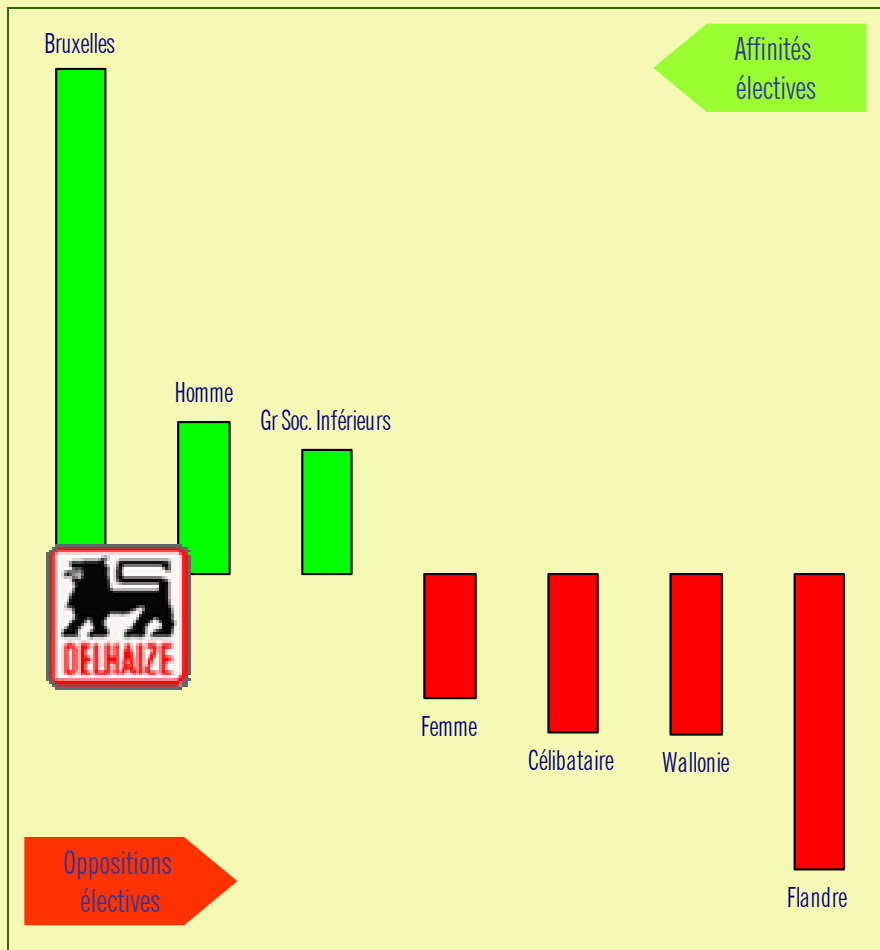 Bruxelles
Affinités
électives
Homme
Gr Soc. Inférieurs
DELHAIZE
Femme
Célibataire
Wallonie
Oppositions
électives
Flandre